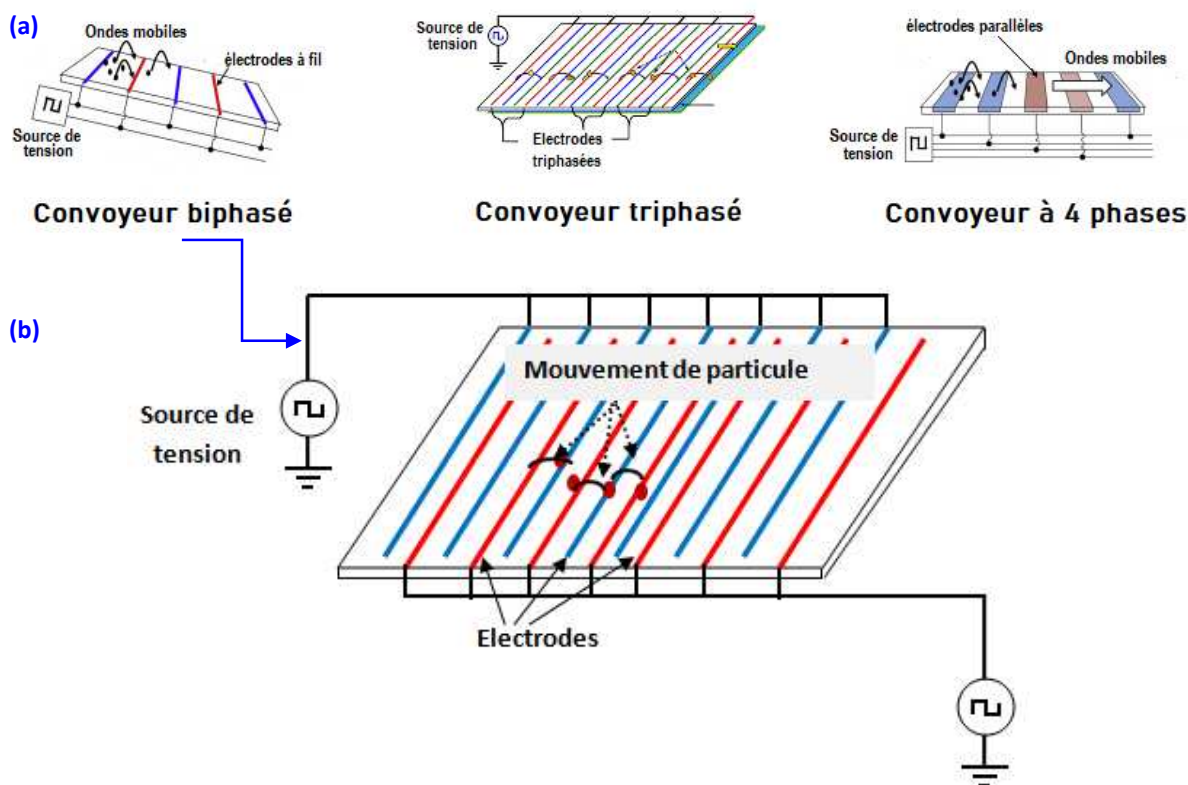 (a)
Ondes mobiles
électrodes à fil
Source de
tension
Convoyeur biphasé
Source de
tension
Electrodes
triphasées
Convoyeur triphasé
électrodes parallèles
Ondes mobiles
Source de
tension
Convoyeur à 4 phases
(b)
Mouvement de particule
Source de
tension
Electrodes